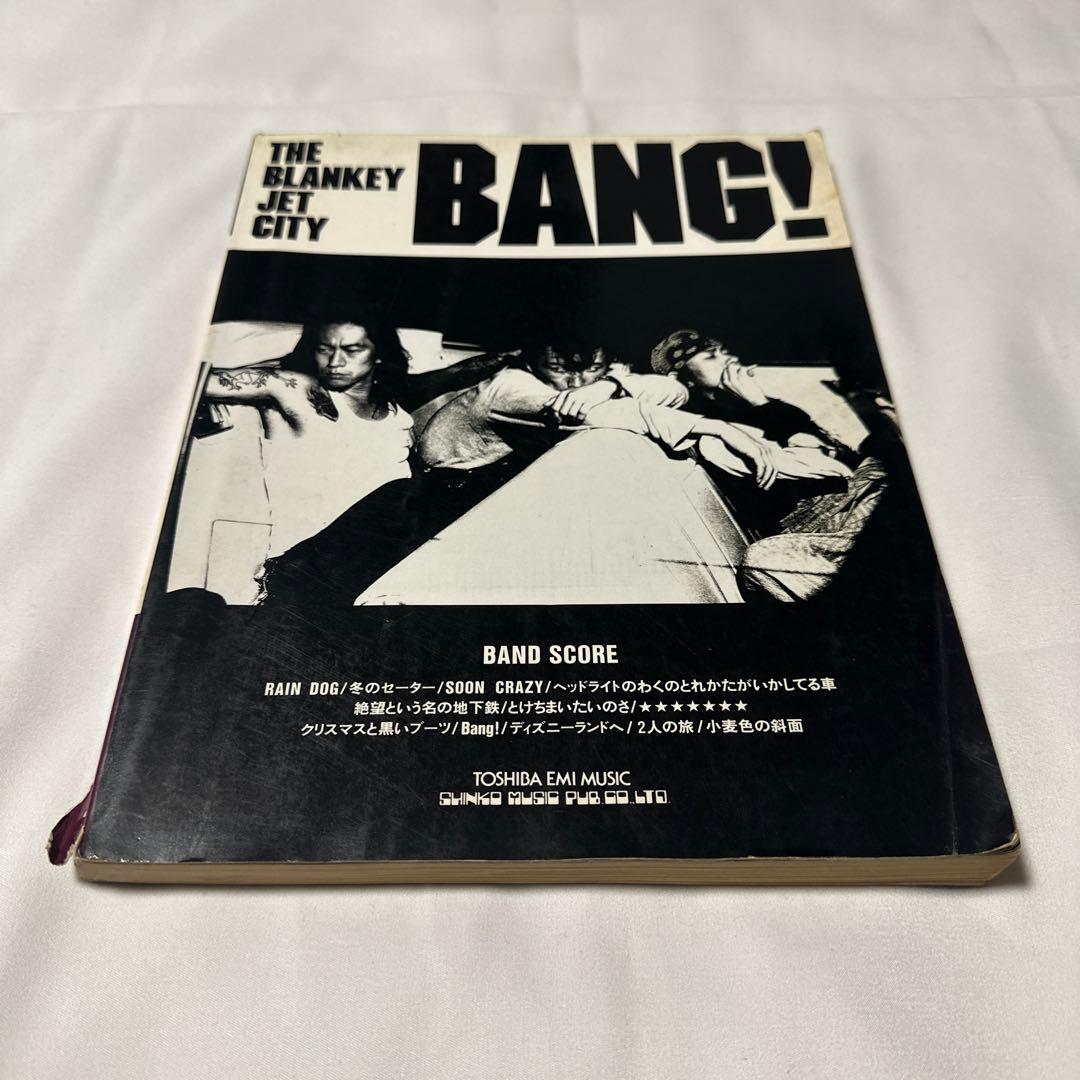 THE
BLANKEY
JET
CITY
BANG!
BAND SCORE
RAIN DOG/冬のセーター/SOON CRAZY/ヘッドライトのわくのとれかたがいかしてる車
絶望という名の地下鉄/とけちまいたいのさ/★★★★★★★
クリスマスと黒いブーツ/Bang!/ディズニーランドへ/2人の旅/小麦色の斜面
TOSHIBA EMI MUSIC
SHINKO MUSIC PUB.CO.,LTD.